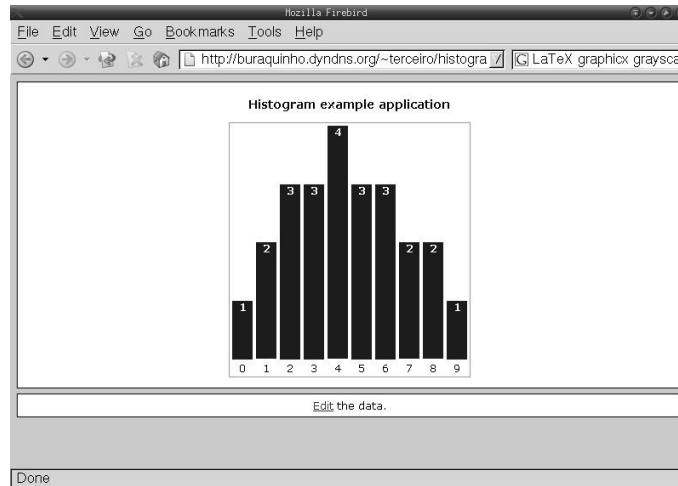 Mozilla Firebird
File Edit View Go Bookmarks Tools Help
http://buraquinho.dyndns.org/~terceiro/histogra G LaTeX graphicx graysca
Histogram example application
4
3 3 3 3
2 2 2
1 1
0 1 2 3 4 5 6 7 8 9
Edit the data.
Done